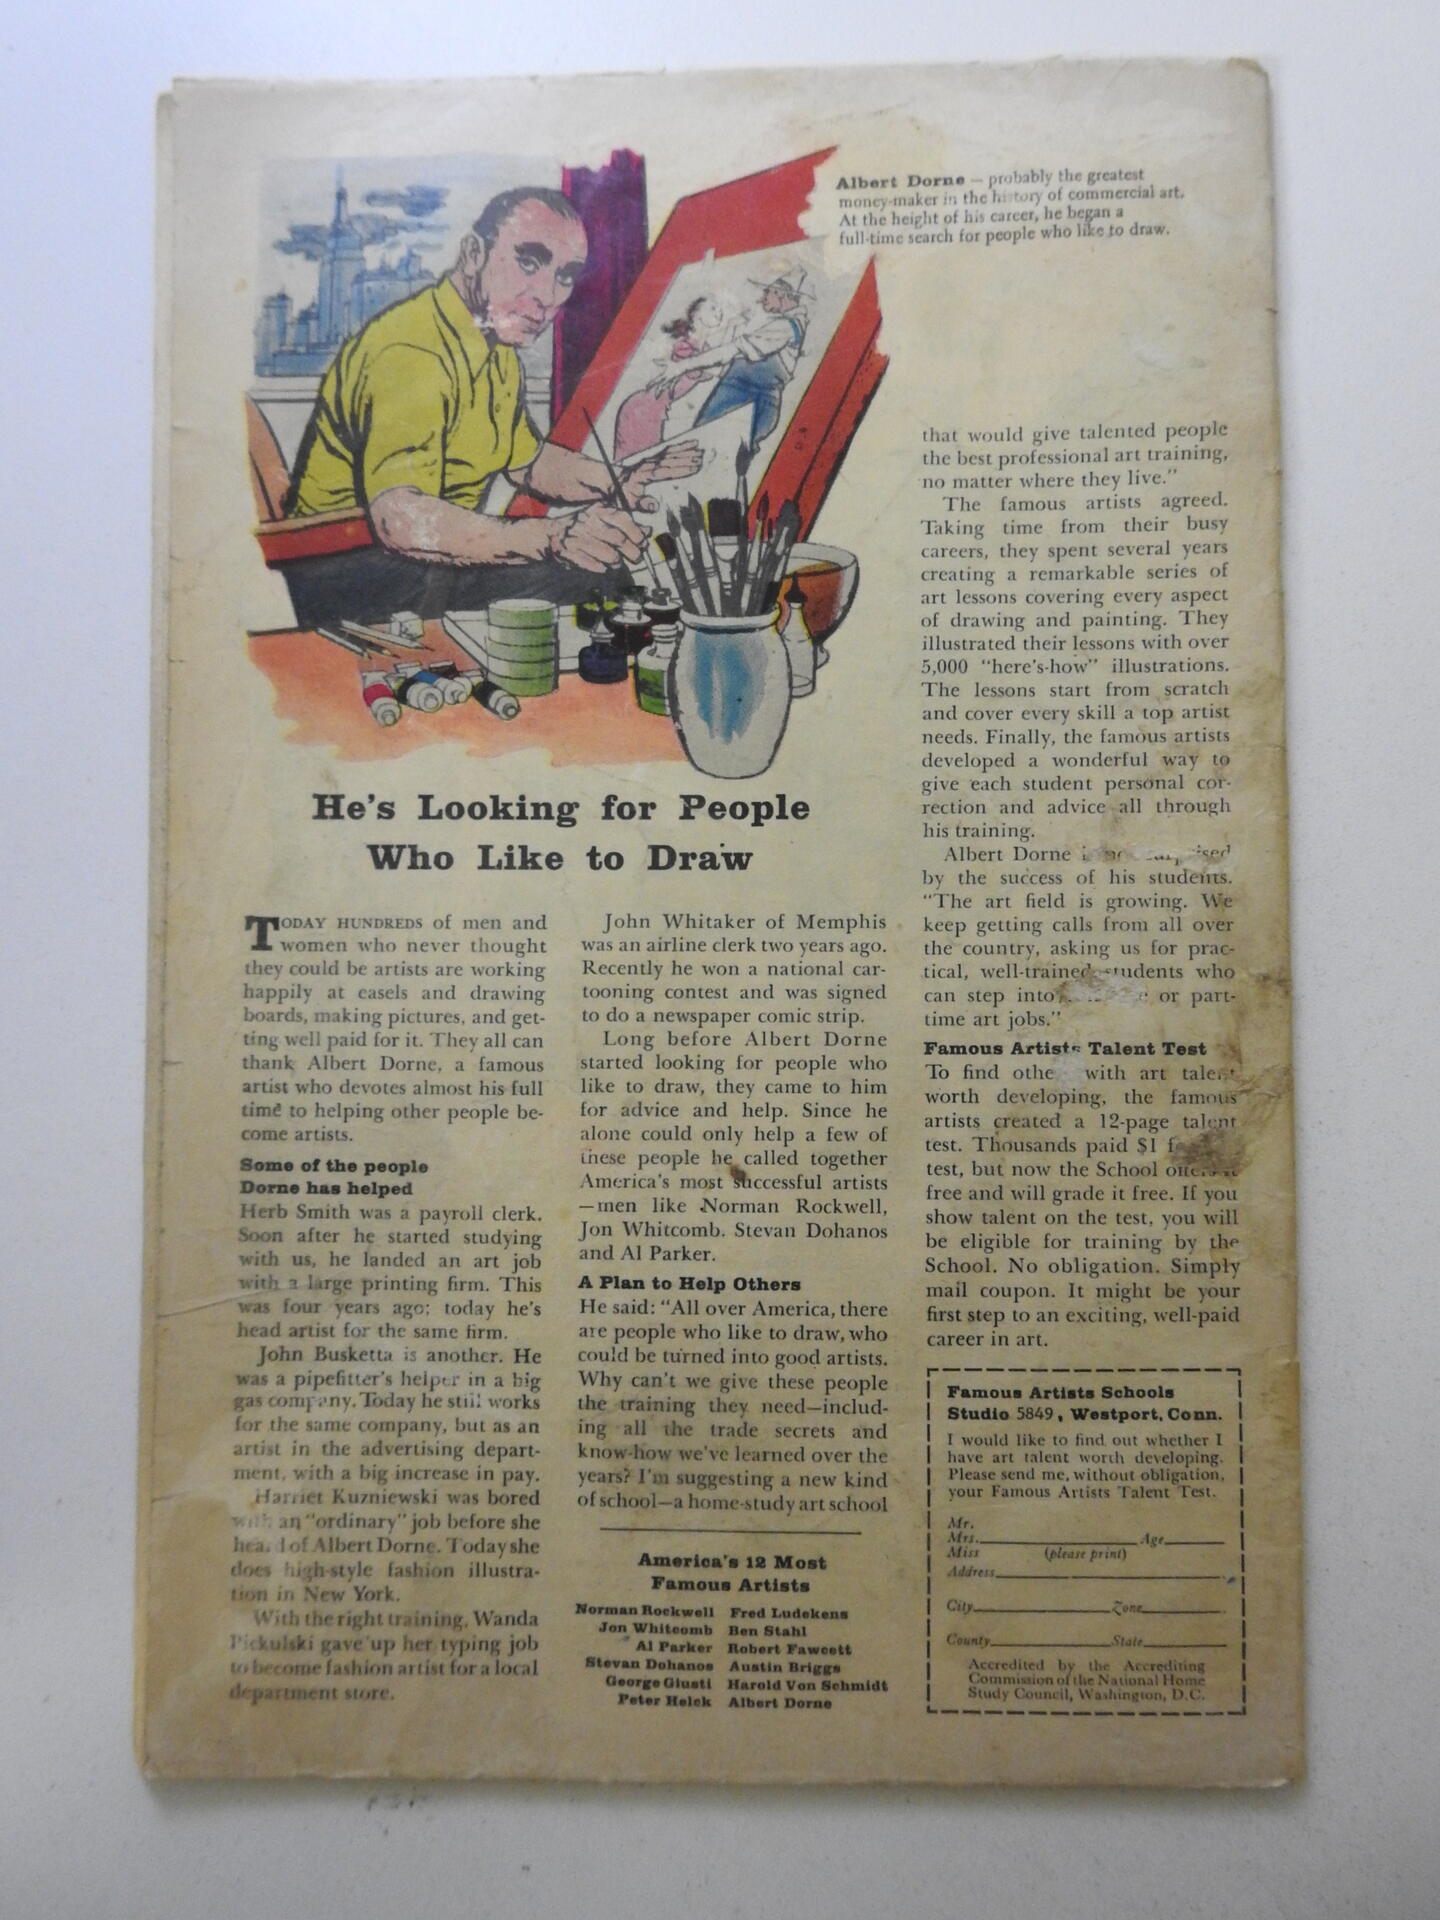 Albert Dorne — probably the greatest
money-maker in the history of commercial art.
At the height of his career, he began a
full-time search for people who like to draw.
He's Looking for People
Who Like to Draw
TODAY HUNDREDS of men and
women who never thought
they could be artists are working
happily at easels and drawing
boards, making pictures, and get-
ting well paid for it. They all can
thank Albert Dorne, a famous
artist who devotes almost his full
time to helping other people be-
come artists.
Some of the people
Dorne has helped
Herb Smith was a payroll clerk.
Soon after he started studying
with us, he landed an art job
with a large printing firm. This
was four years ago; today he's
head artist for the same firm.
John Busketta is another. He
was a pipefitter's helper in a big
gas company. Today he still works
for the same company, but as an
artist in the advertising depart-
ment, with a big increase in pay.
Harriet Kuzniewski was bored
with an "ordinary" job before she
heard of Albert Dorne. Today she
does high-style fashion illustra-
tion in New York.
With the right training, Wanda
Pickulski gave up her typing job
to become fashion artist for a local
department store.
John Whitaker of Memphis
was an airline clerk two years ago.
Recently he won a national car-
tooning contest and was signed
to do a newspaper comic strip.
Long before Albert Dorne
started looking for people who
like to draw, they came to him
for advice and help. Since he
alone could only help a few of
these people he called together
America's most successful artists
—men like Norman Rockwell,
Jon Whitcomb, Stevan Dohanos
and Al Parker.
A Plan to Help Others
He said: "All over America, there
are people who like to draw, who
could be turned into good artists.
Why can't we give these people
the training they need—includ-
ing all the trade secrets and
know-how we've learned over the
years? I'm suggesting a new kind
of school—a home-study art school
America's 12 Most
Famous Artists
Norman Rockwell Fred Ludekens
Jon Whitcomb Ben Stahl
Al Parker Robert Fawcett
Stevan Dohanos Austin Briggs
George Giusti Harold Von Schmidt
Peter Helck Albert Dorne
that would give talented people
the best professional art training,
no matter where they live."
The famous artists agreed.
Taking time from their busy
careers, they spent several years
creating a remarkable series of
art lessons covering every aspect
of drawing and painting. They
illustrated their lessons with over
5,000 "here's-how" illustrations.
The lessons start from scratch
and cover every skill a top artist
needs. Finally, the famous artists
developed a wonderful way to
give each student personal cor-
rection and advice all through
his training.
Albert Dorne
by the success of his students.
"The art field is growing. We
keep getting calls from all over
the country, asking us for prac-
tical, well-trained students who
can step into or part-
time art jobs."
Famous Artists Talent Test
To find with art talent
worth developing, the famous
artists created a 12-page talent
test. Thousands paid $1
test, but now the School
free and will grade it free. If you
show talent on the test, you will
be eligible for training by the
School. No obligation. Simply
mail coupon. It might be your
first step to an exciting, well-paid
career in art.
Famous Artists Schools
Studio 5849, Westport, Conn.
I would like to find out whether I
have art talent worth developing.
Please send me, without obligation,
your Famous Artists Talent Test.
Mr.
Mrs. Age
Miss (please print)
Address
City Zone
County State
Accredited by the Accrediting
Commission of the National Home
Study Council, Washington, D.C.